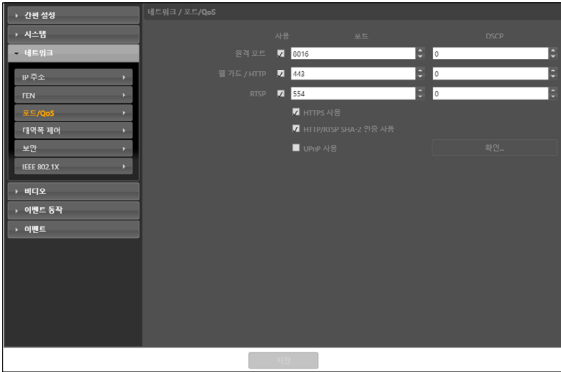 간편 설정
시스템
네트워크
IP 주소
FEN
포트/QoS
대역폭 제어
보안
IEEE 802.1X
비디오
이벤트 동작
이벤트
네트워크 / 포트/QoS
사용 포트 DSCP
원격 포트 8016 0
웹 가드 / HTTP 443 0
RTSP 554 0
HTTPS 사용
HTTP/RTSP SHA-2 인증 사용
UPnP 사용 확인...
저장